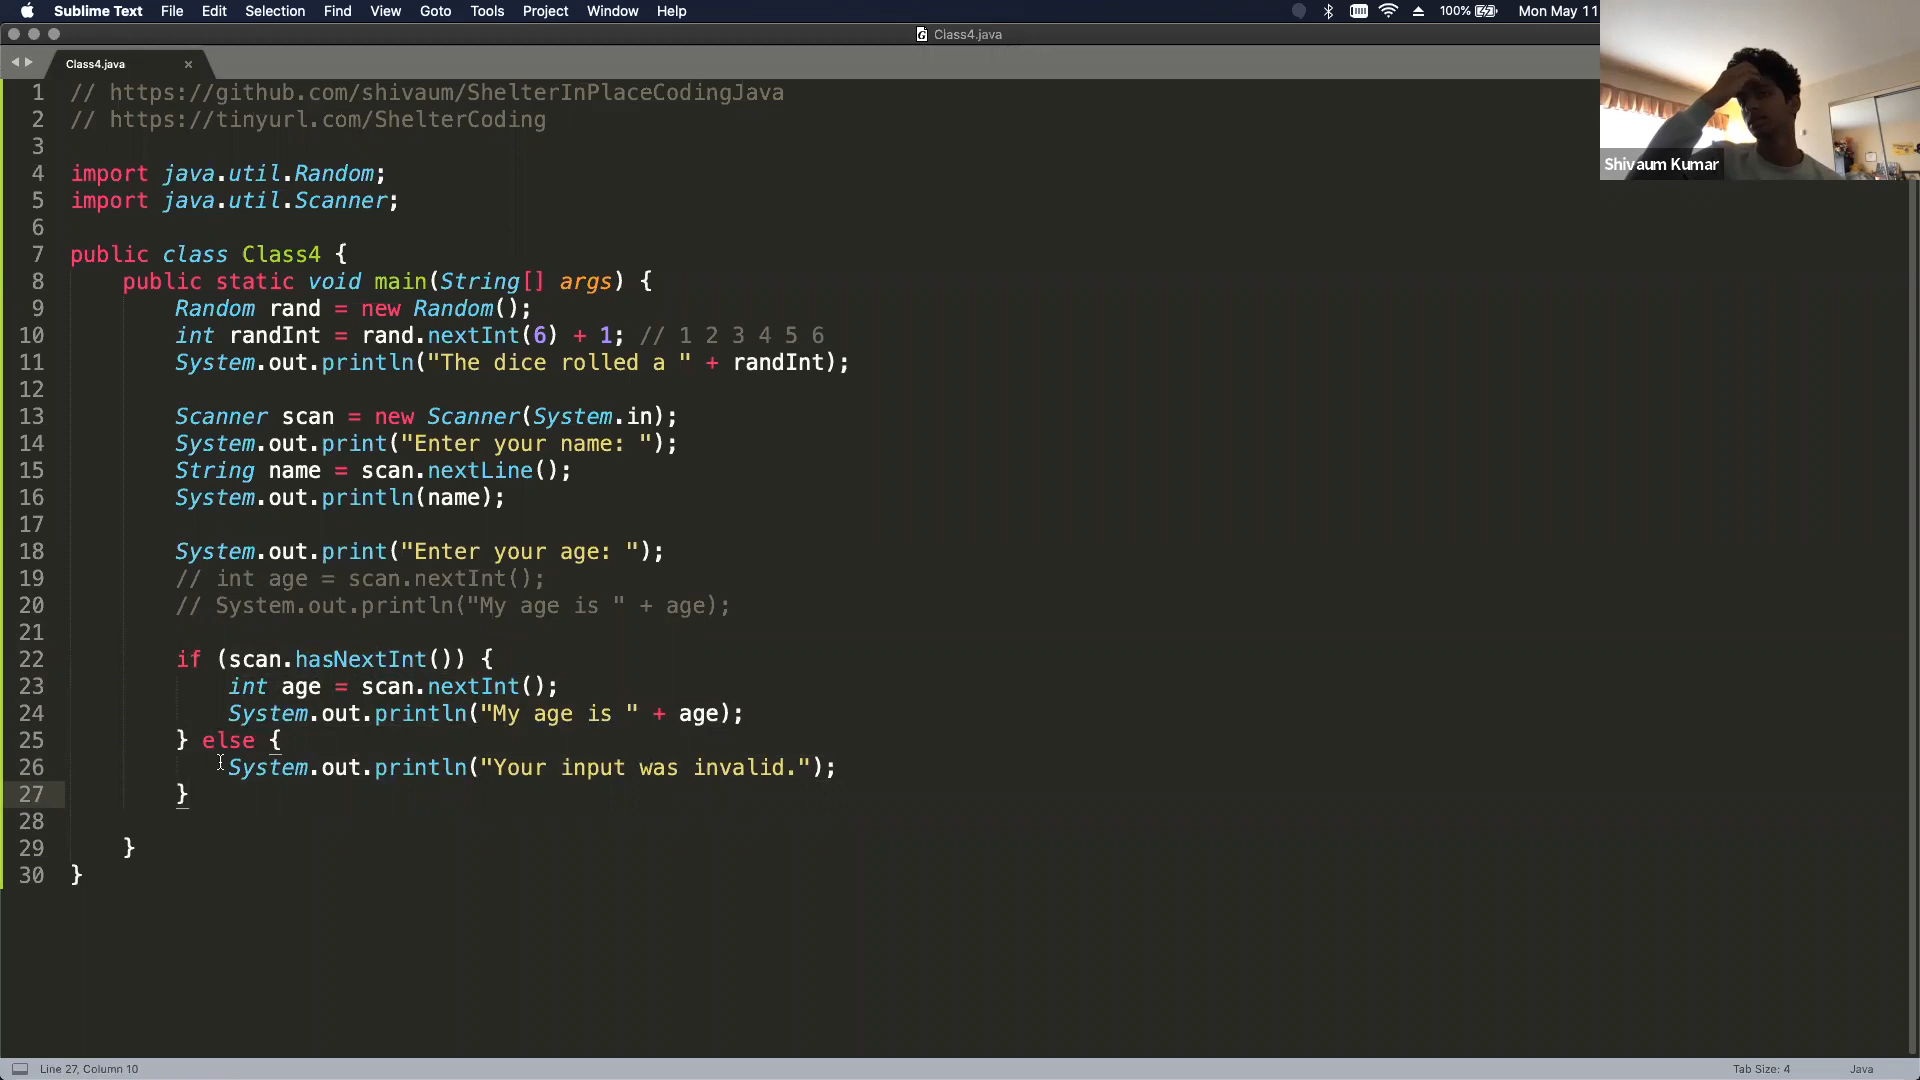 Sublime Text File Edit Selection Find View Goto Tools Project Window Help 100% Mon May 11
Class4.java
Class4.java
Shivaum Kumar
1 // https://github.com/shivaum/ShelterInPlaceCodingJava
2 // https://tinyurl.com/ShelterCoding
3
4 import java.util.Random;
5 import java.util.Scanner;
6
7 public class Class4 {
8 public static void main(String[] args) {
9 Random rand = new Random();
10 int randInt = rand.nextInt(6) + 1; // 1 2 3 4 5 6
11 System.out.println("The dice rolled a " + randInt);
12
13 Scanner scan = new Scanner(System.in);
14 System.out.print("Enter your name: ");
15 String name = scan.nextLine();
16 System.out.println(name);
17
18 System.out.print("Enter your age: ");
19 // int age = scan.nextInt();
20 // System.out.println("My age is " + age);
21
22 if (scan.hasNextInt()) {
23 int age = scan.nextInt();
24 System.out.println("My age is " + age);
25 } else {
26 System.out.println("Your input was invalid.");
27 }
28
29 }
30 }
Line 27, Column 10 Tab Size: 4 Java